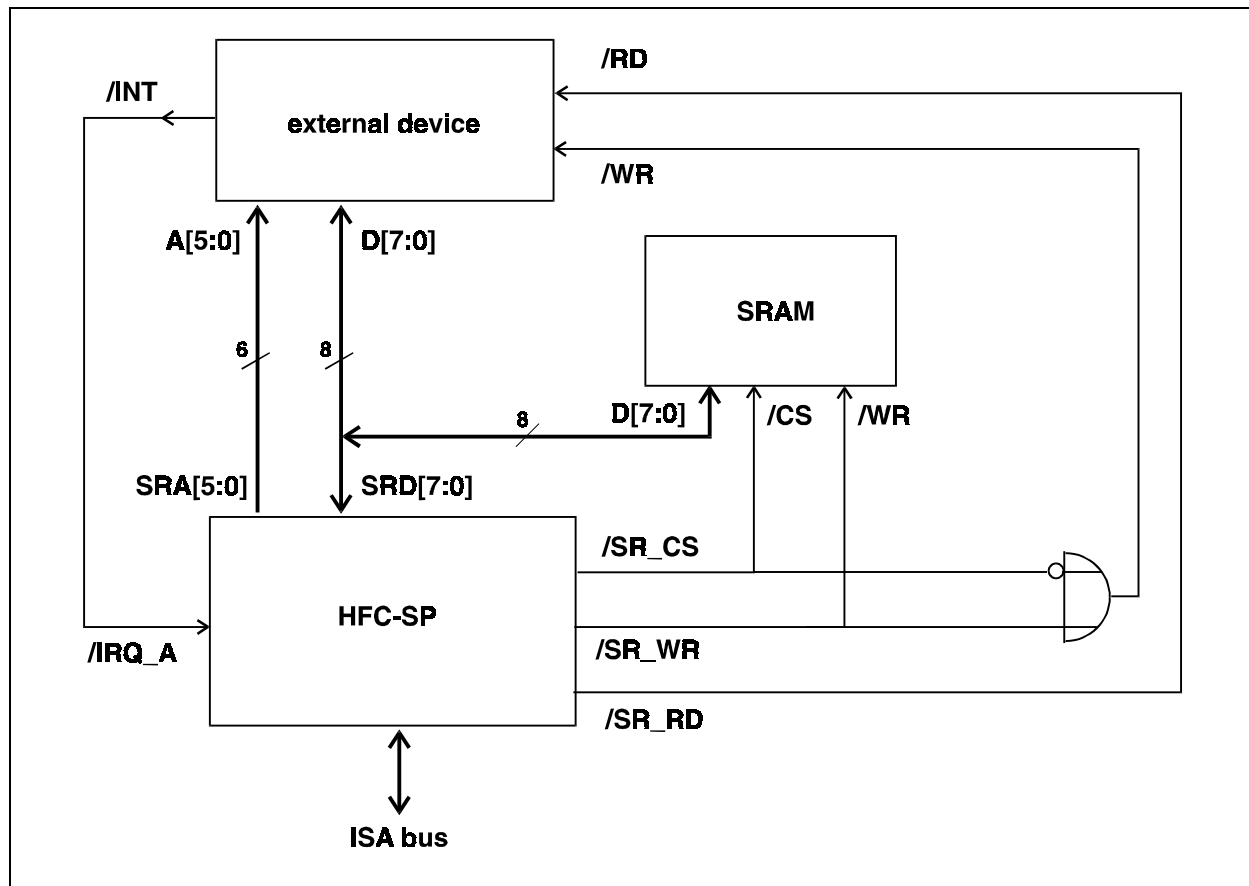 /RD
/INT
external device
/WR
A[5:0]
D[7:0]
SRAM
6
8
8
D[7:0]
/CS
/WR
SRA[5:0]
SRD[7:0]
/SR_CS
HFC-SP
/IRQ_A
/SR_WR
/SR_RD
ISA bus